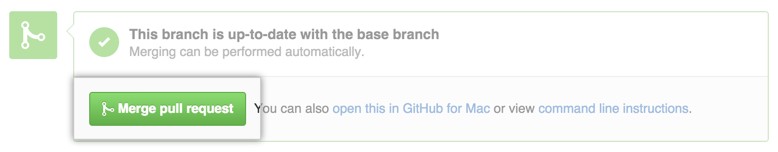 This branch is up-to-date with the base branch
Merging can be performed automatically.
Merge pull request You can also open this in GitHub for Mac or view command line instructions.